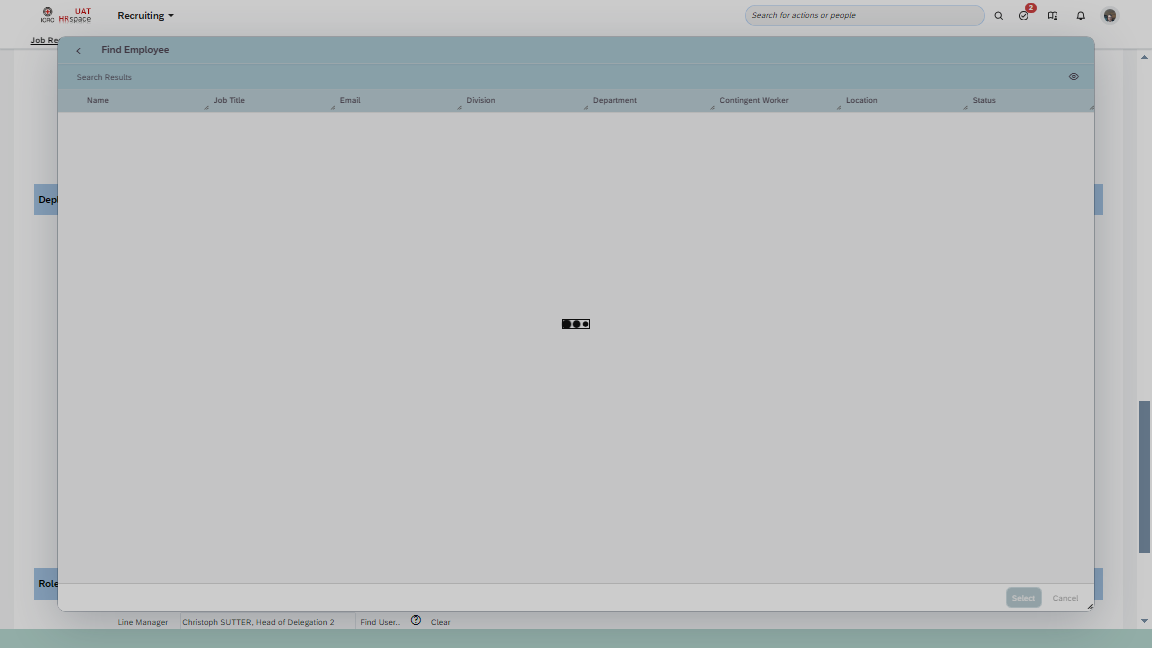 UAT
ICRC HRspace
Recruiting
Search for actions or people
2
Job Re
Find Employee
Search Results
Name Job Title Email Division Department Contingent Worker Location Status
Depl
Role
Select Cancel
Line Manager Christoph SUTTER, Head of Delegation 2 Find User.. ? Clear